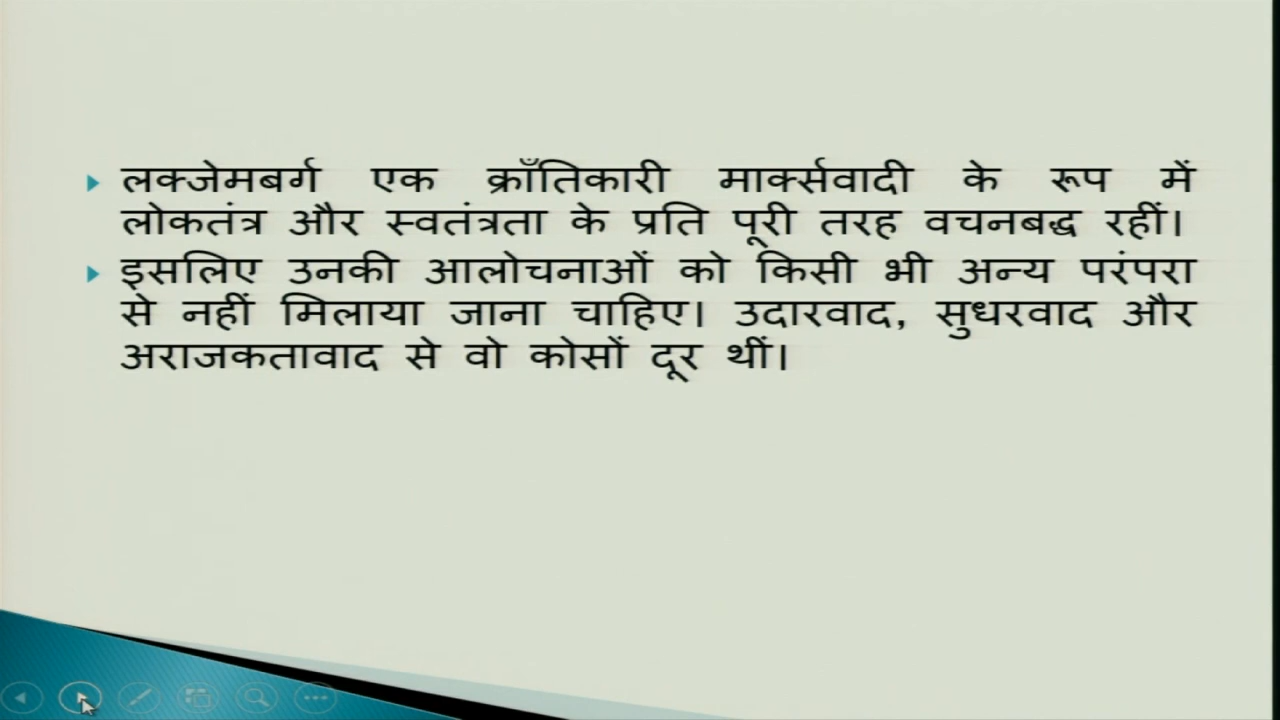 लक्जेमबर्ग एक क्राँतिकारी मार्क्सवादी के रूप में
लोकतंत्र और स्वतंत्रता के प्रति पूरी तरह वचनबद्ध रहीं।
इसलिए उनकी आलोचनाओं को किसी भी अन्य परंपरा
से नहीं मिलाया जाना चाहिए। उदारवाद, सुधरवाद और
अराजकतावाद से वो कोसों दूर थीं।